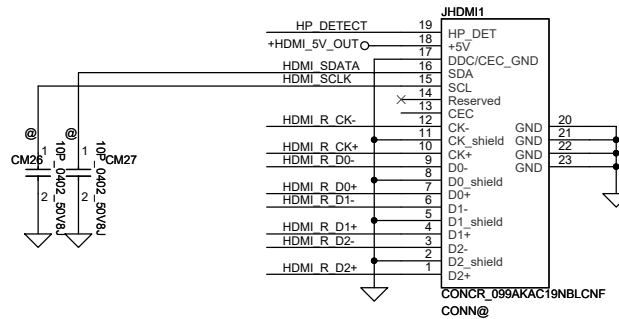 JHDMI1
HP_DETECT 19 HP_DET
+HDMI_5V_OUT 18 +5V
17 DDC/CEC_GND
HDMI_SDATA 16 SDA
HDMI_SCLK 15 SCL
14 Reserved
13 CEC
HDMI_R_CK- 12 CK- GND 20
11 CK_shield GND 21
HDMI_R_CK+ 10 CK+ GND 22
HDMI_R_D0- 9 D0- GND 23
8 D0_shield
HDMI_R_D0+ 7 D0+
HDMI_R_D1- 6 D1-
5 D1_shield
HDMI_R_D1+ 4 D1+
HDMI_R_D2- 3 D2-
2 D2_shield
HDMI_R_D2+ 1 D2+
CONCR_099AKAC19NBLCNF
CONN@
@
1
CM26
2
10P_0402_50V8J
@
1
CM27
2
10P_0402_50V8J